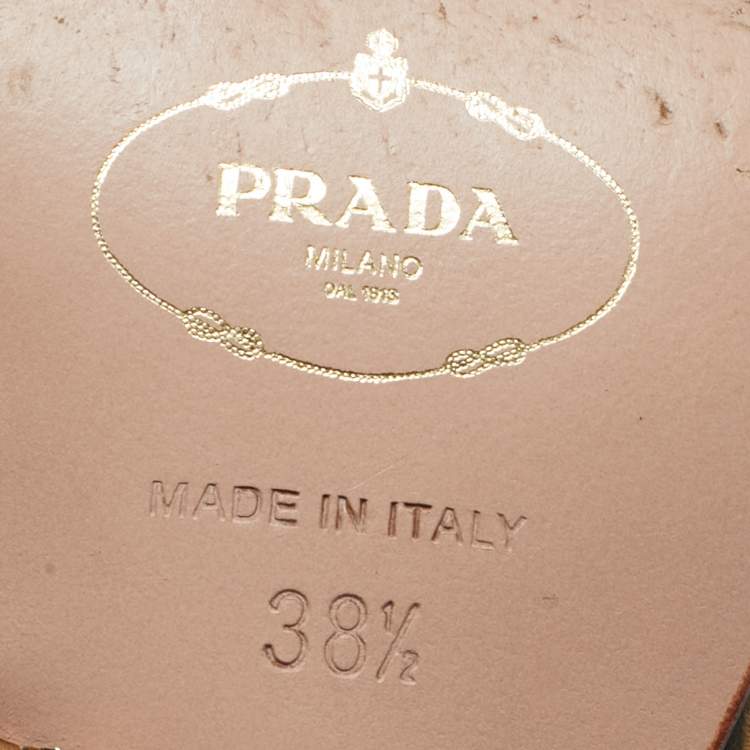 PRADA
MILANO
DAL 1913
MADE IN ITALY
38½